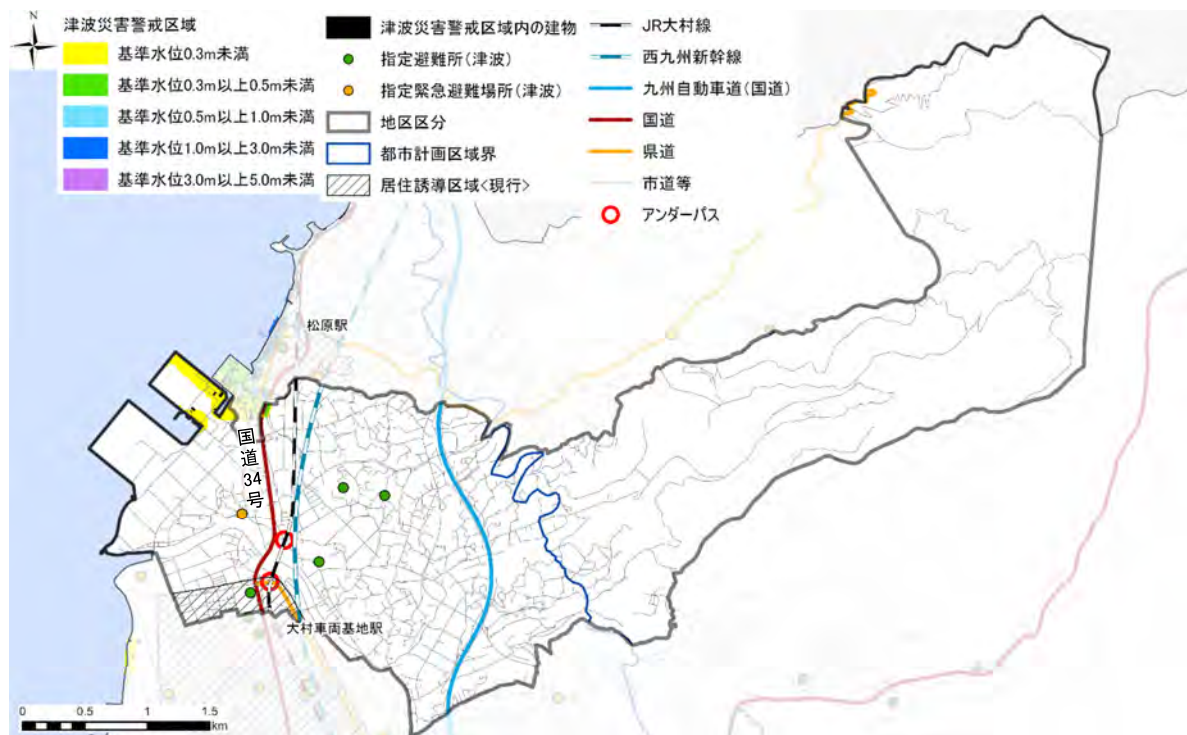 N
津波災害警戒区域
基準水位0.3m未満
基準水位0.3m以上0.5m未満
基準水位0.5m以上1.0m未満
基準水位1.0m以上3.0m未満
基準水位3.0m以上5.0m未満
津波災害警戒区域内の建物
指定避難所(津波)
指定緊急避難場所(津波)
地区区分
都市計画区域界
居住誘導区域<現行>
JR大村線
西九州新幹線
九州自動車道(国道)
国道
県道
市道等
アンダーパス
松原駅
国道34号
大村車両基地駅
0 0.5 1 1.5
km